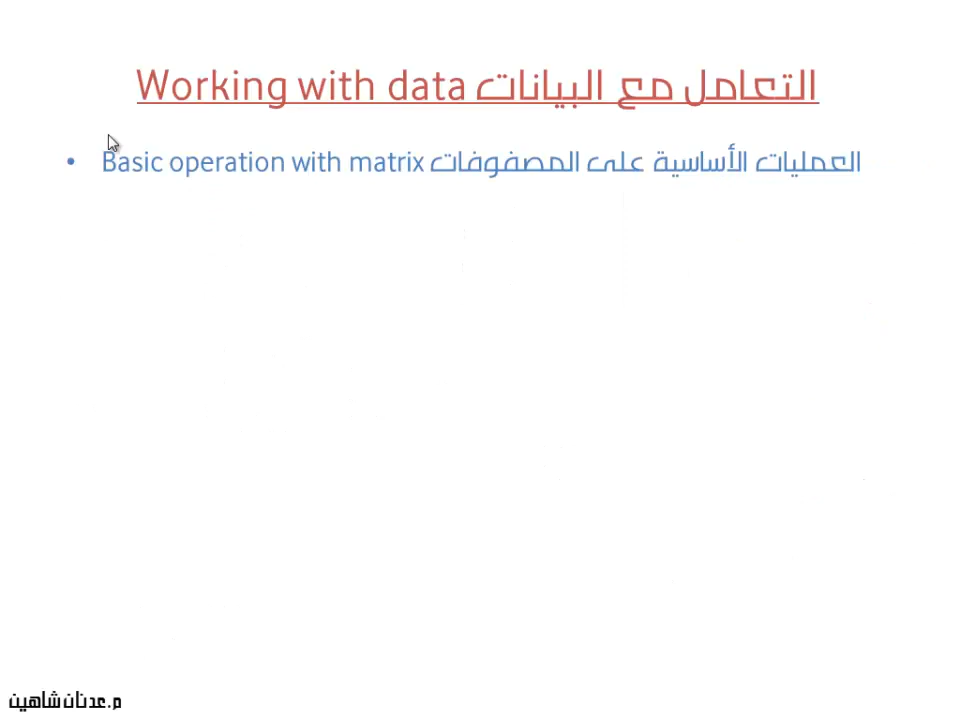 Working with data التعامل مع البيانات
• Basic operation with matrix العمليات الأساسية على المصفوفات
م.عدنان شاهين